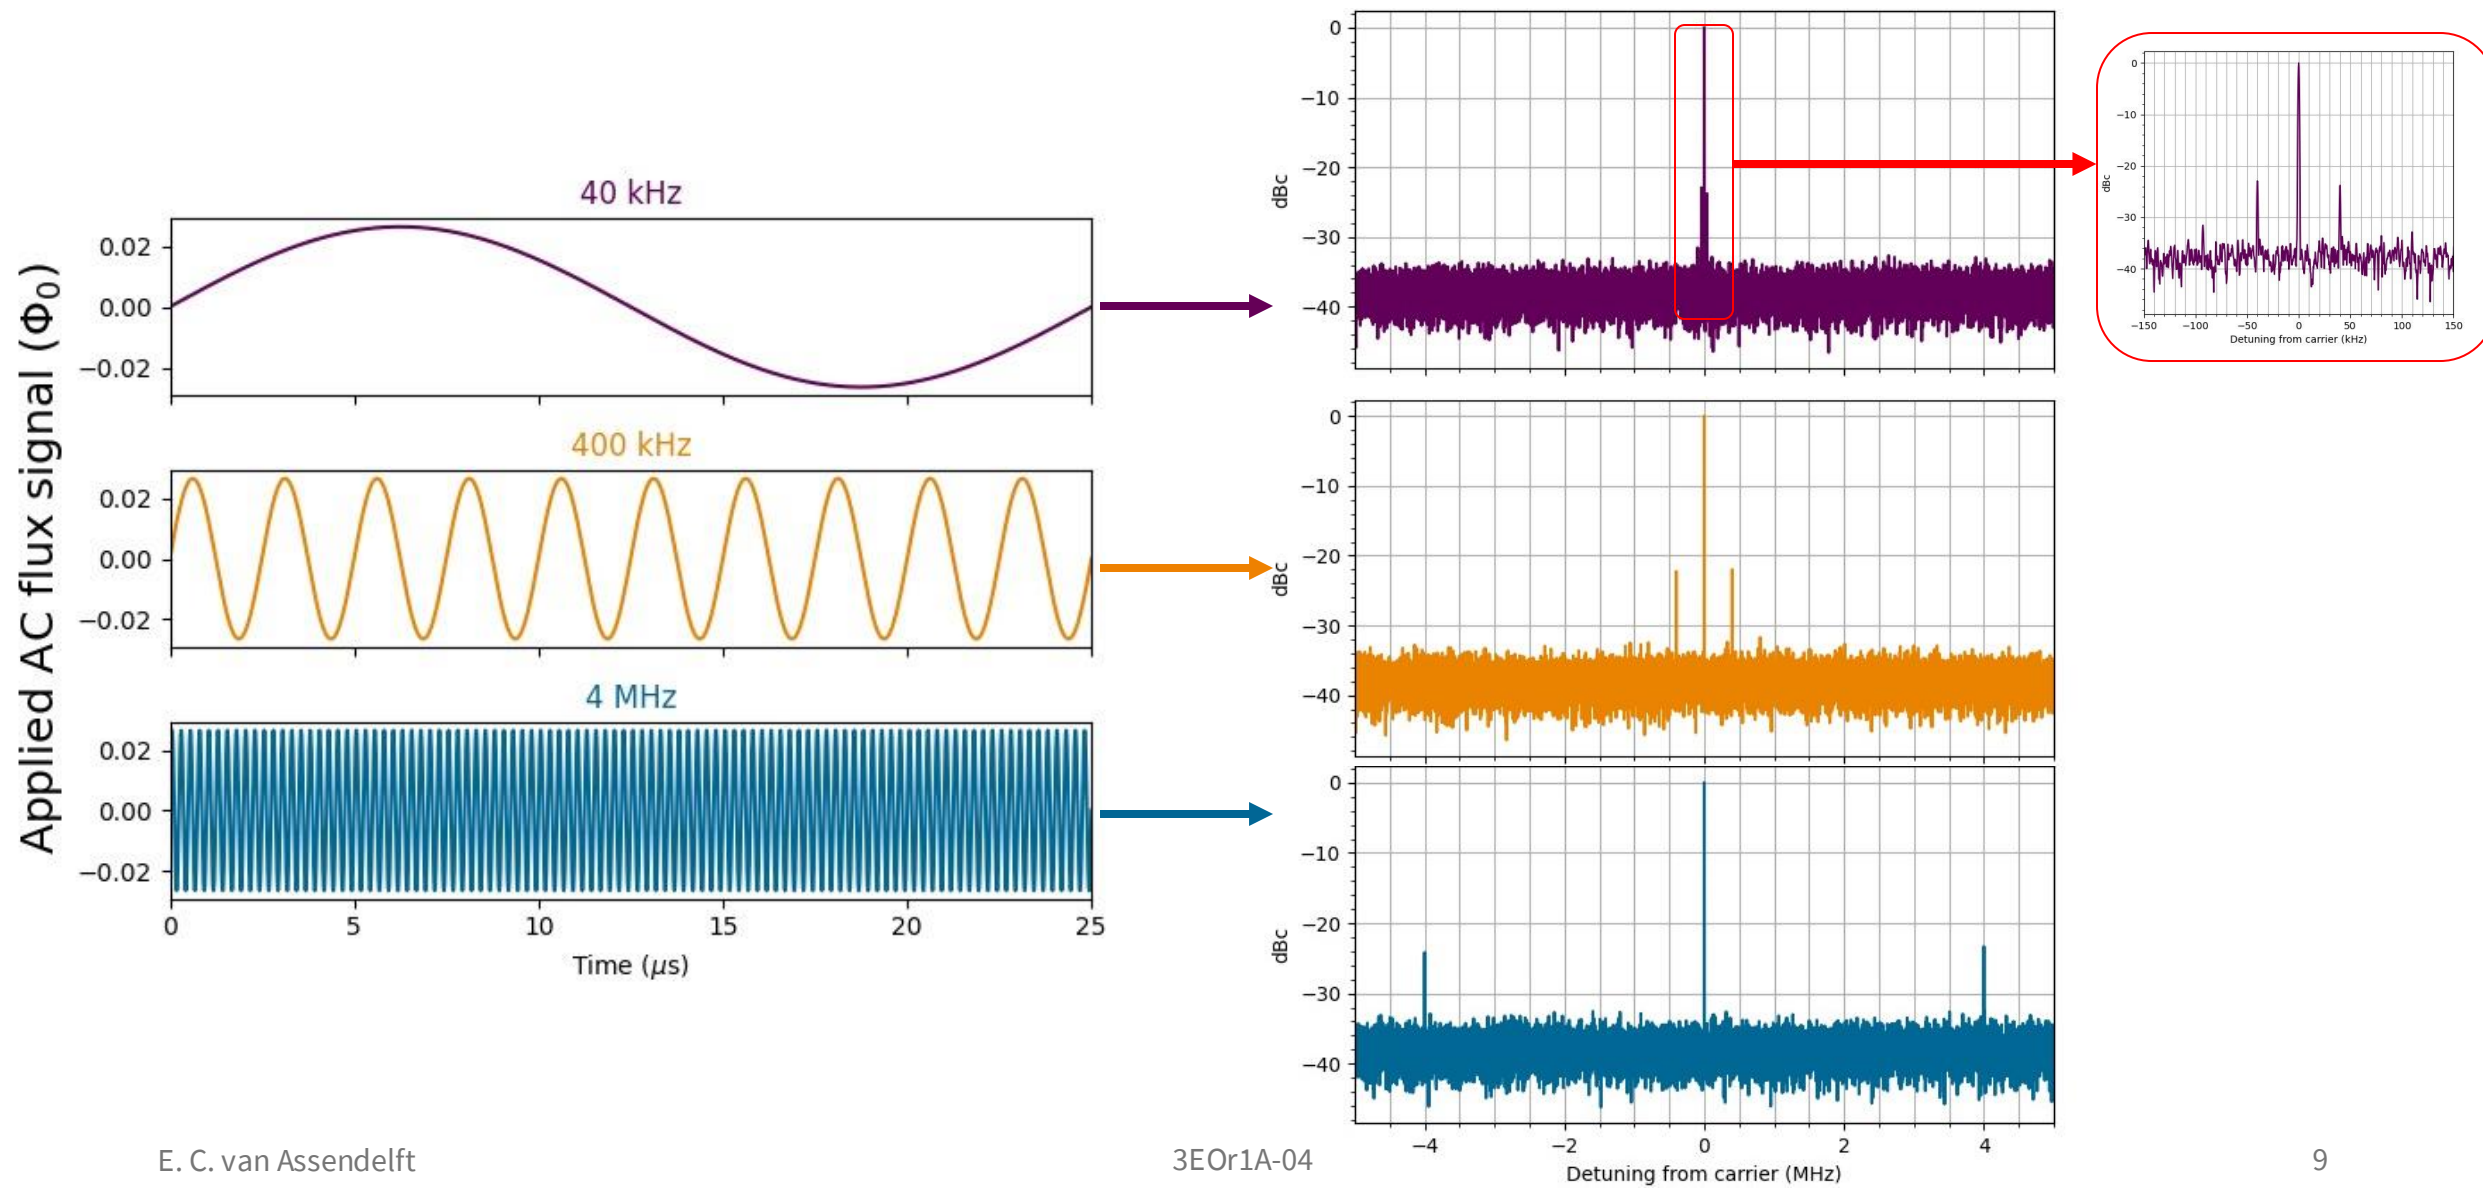 Applied AC flux signal (Φ0)
40 kHz
0.02
0.00
−0.02
400 kHz
0.02
0.00
−0.02
4 MHz
0.02
0.00
−0.02
0 5 10 15 20 25
Time (μs)
dBc
0
−10
−20
−30
−40
dBc
0
−10
−20
−30
−40
dBc
0
−10
−20
−30
−40
−4 −2 0 2 4
Detuning from carrier (MHz)
dBc
0
−10
−20
−30
−40
−150 −100 −50 0 50 100 150
Detuning from carrier (kHz)
E. C. van Assendelft
3EOr1A-04
9